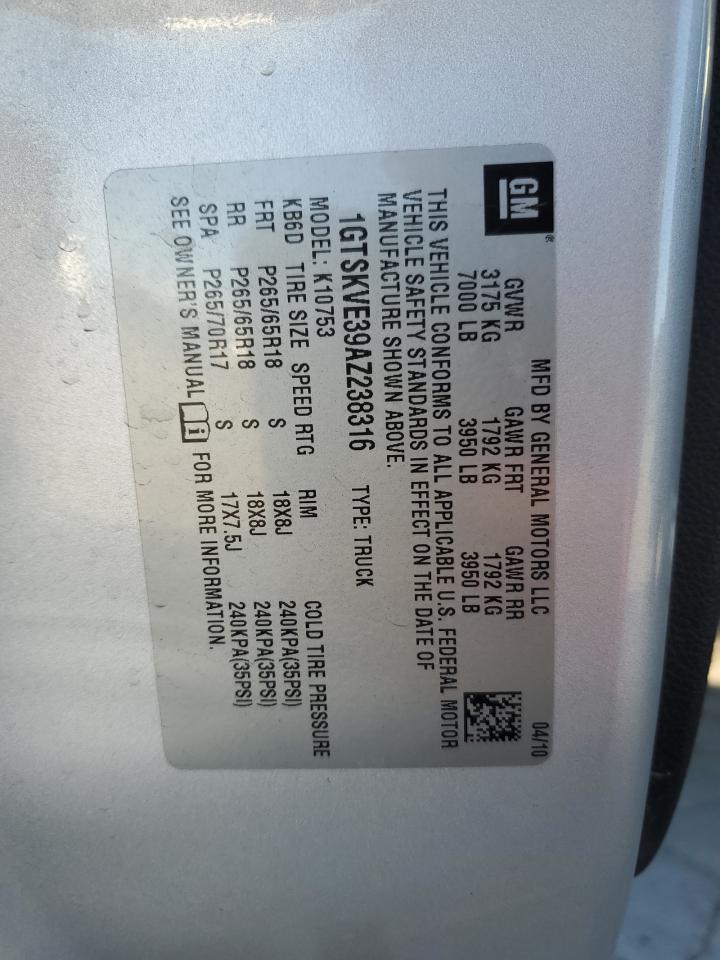 GM®
MFD BY GENERAL MOTORS LLC 04/10
GVWR GAWR FRT GAWR RR
3175 KG 1792 KG 1792 KG
7000 LB 3950 LB 3950 LB
THIS VEHICLE CONFORMS TO ALL APPLICABLE U.S. FEDERAL MOTOR
VEHICLE SAFETY STANDARDS IN EFFECT ON THE DATE OF
MANUFACTURE SHOWN ABOVE.
1GTSKVE39AZ238316 TYPE: TRUCK
MODEL: K10753
KB6D TIRE SIZE SPEED RTG RIM COLD TIRE PRESSURE
FRT P265/65R18 S 18X8J 240KPA(35PSI)
RR P265/65R18 S 18X8J 240KPA(35PSI)
SPA P265/70R17 S 17X7.5J 240KPA(35PSI)
SEE OWNER'S MANUAL i FOR MORE INFORMATION.